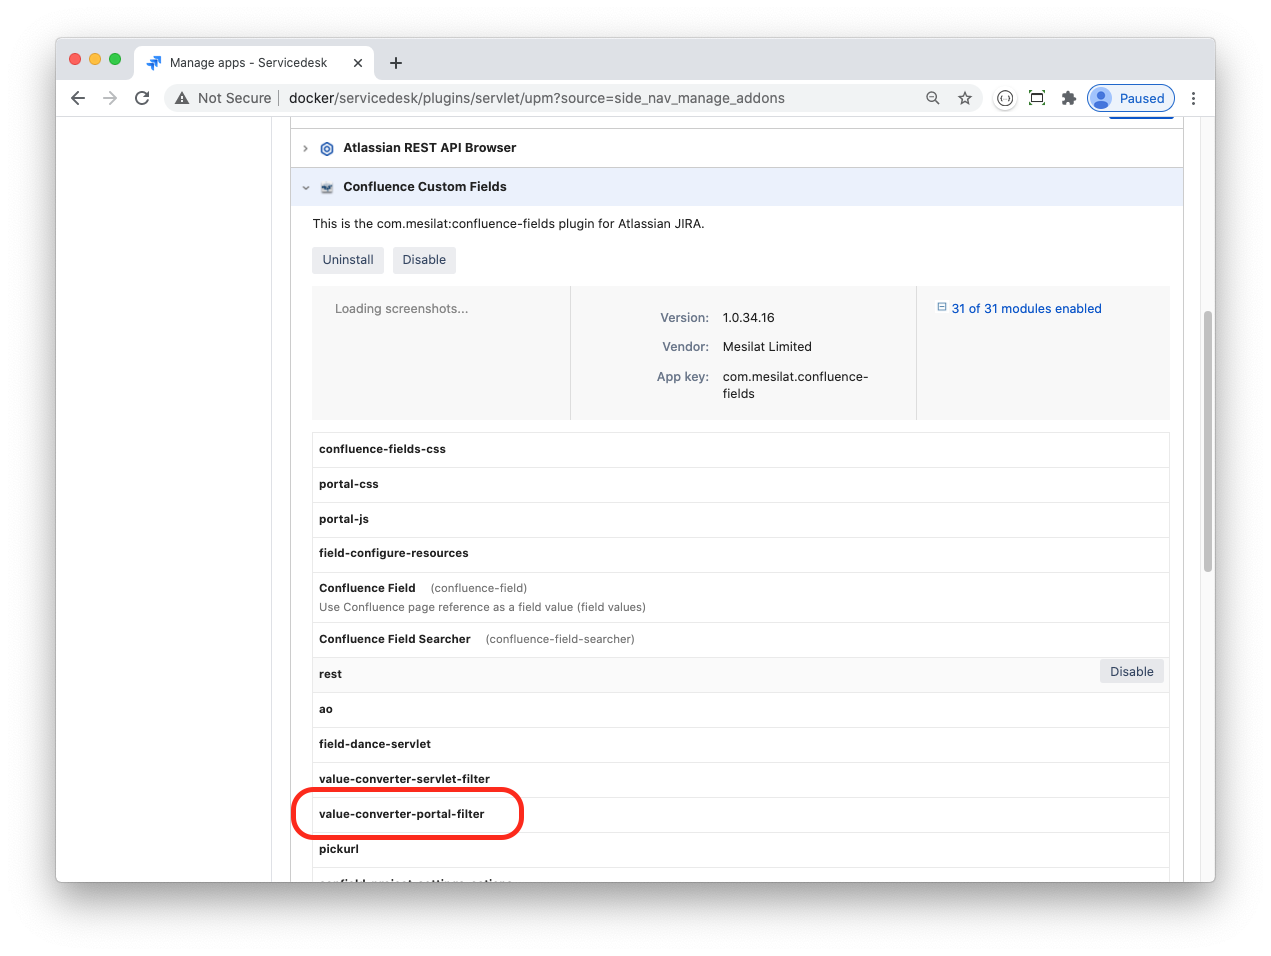 Manage apps - Servicedesk
Not Secure
docker/servicedesk/plugins/servlet/upm?source=side_nav_manage_addons
Paused
Atlassian REST API Browser
Confluence Custom Fields
This is the com.mesilat:confluence-fields plugin for Atlassian JIRA.
Uninstall
Disable
Loading screenshots...
Version: 1.0.34.16
Vendor: Mesilat Limited
App key: com.mesilat.confluence-
fields
31 of 31 modules enabled
confluence-fields-css
portal-css
portal-js
field-configure-resources
Confluence Field (confluence-field)
Use Confluence page reference as a field value (field values)
Confluence Field Searcher (confluence-field-searcher)
rest
Disable
ao
field-dance-servlet
value-converter-servlet-filter
value-converter-portal-filter
pickurl